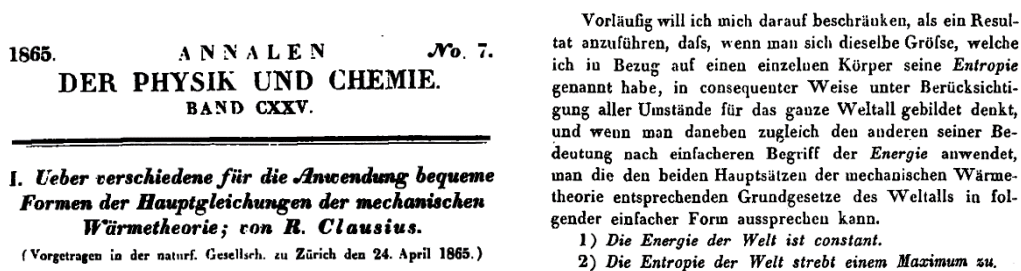 1865. ANNALEN No. 7.
DER PHYSIK UND CHEMIE.
BAND CXXV.
I. Ueber verschiedene für die Anwendung bequeme
Formen der Hauptgleichungen der mechanischen
Wärmetheorie; von R. Clausius.
(Vorgetragen in der naturf. Gesellsch. zu Zürich den 24. April 1865.)
Vorläufig will ich mich darauf beschränken, als ein Resul-
tat anzuführen, daſs, wenn man sich dieselbe Gröſse, welche
ich in Bezug auf einen einzelnen Körper seine Entropie
genannt habe, in consequenter Weise unter Berücksichti-
gung aller Umstände für das ganze Weltall gebildet denkt,
und wenn man daneben zugleich den anderen seiner Be-
deutung nach einfacheren Begriff der Energie anwendet,
man die den beiden Hauptsätzen der mechanischen Wärme-
theorie entsprechenden Grundgesetze des Weltalls in fol-
gender einfacher Form aussprechen kann.
1) Die Energie der Welt ist constant.
2) Die Entropie der Welt strebt einem Maximum zu.